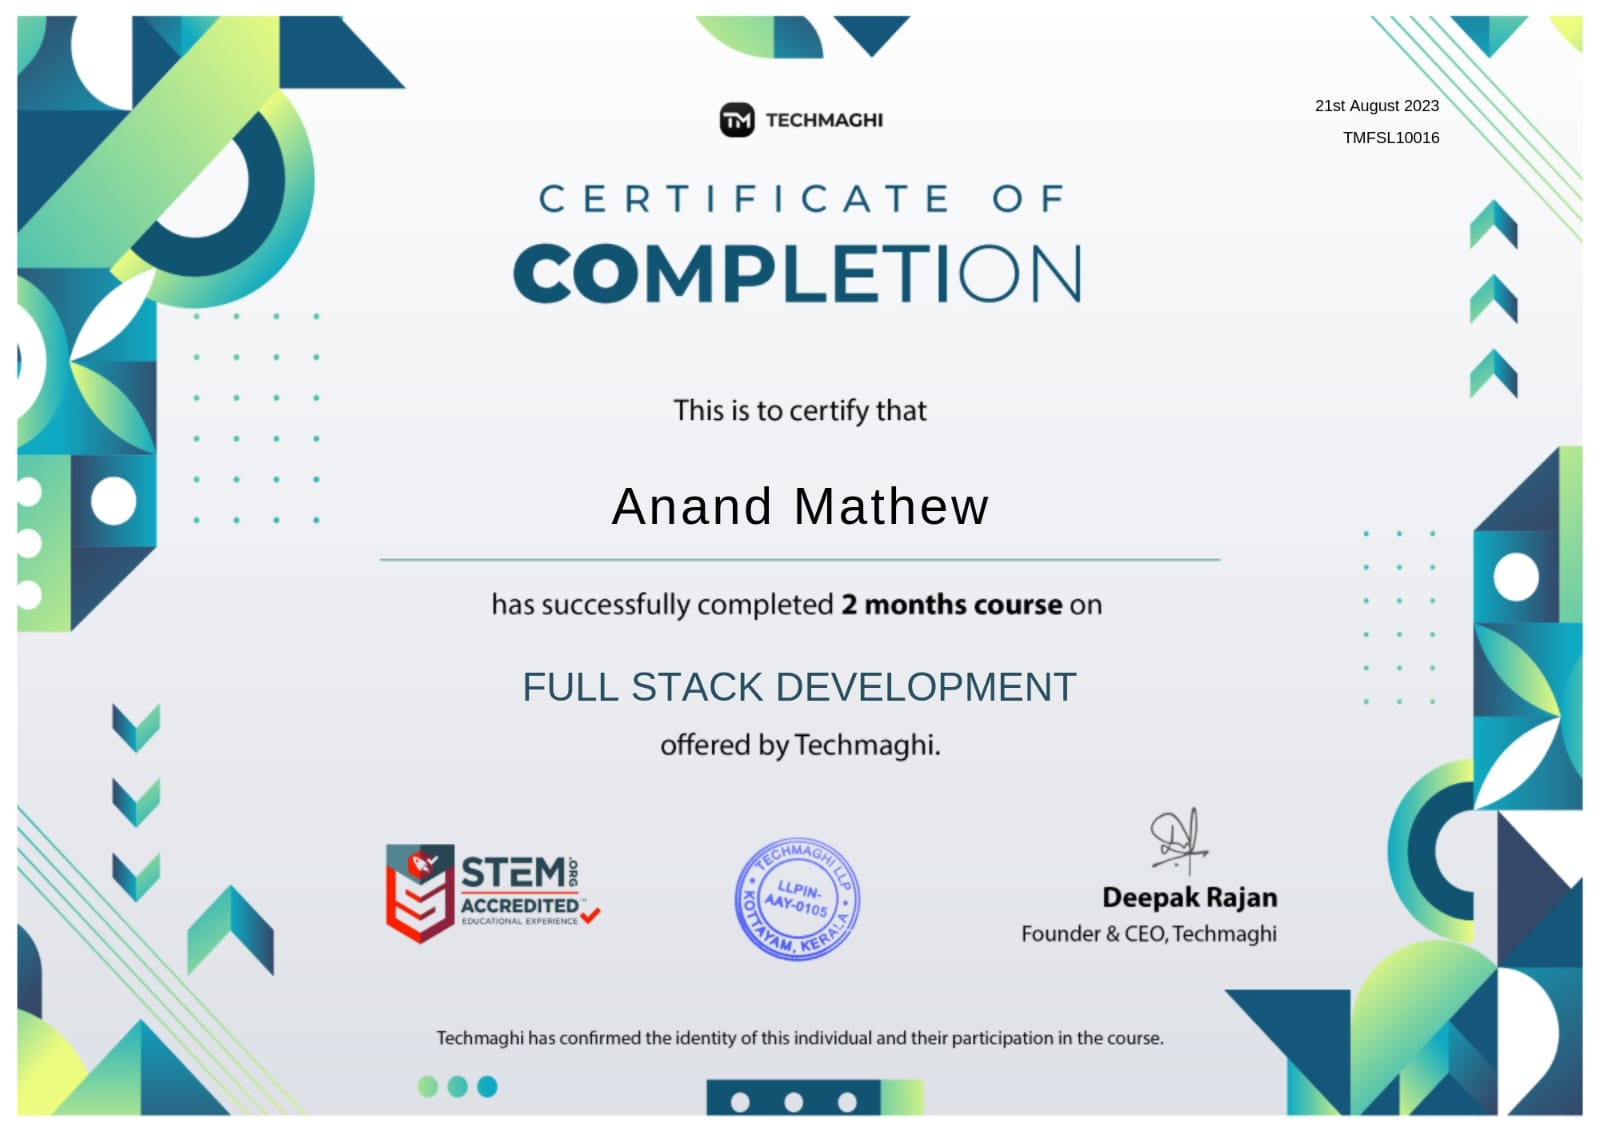 TM TECHMAGHI
21st August 2023
TMFSL10016
CERTIFICATE OF
COMPLETION
This is to certify that
Anand Mathew
has successfully completed 2 months course on
FULL STACK DEVELOPMENT
offered by Techmaghi.
STEM.ORG
ACCREDITED™
EDUCATIONAL EXPERIENCE
TECHMAGHI LLP
LLPIN-
AAY-0105
KOTTAYAM, KERALA
Deepak Rajan
Founder & CEO, Techmaghi
Techmaghi has confirmed the identity of this individual and their participation in the course.